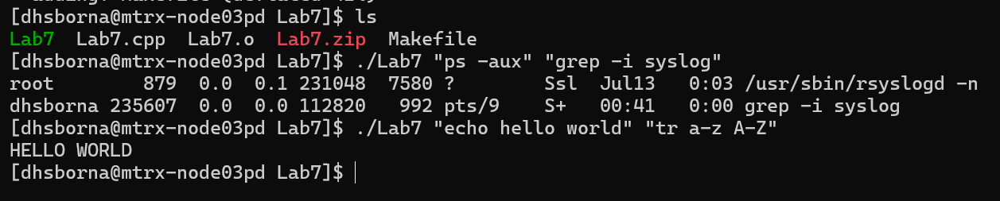 [dhsborna@mtrx-node03pd Lab7]$ ls
Lab7  Lab7.cpp  Lab7.o  Lab7.zip  Makefile
[dhsborna@mtrx-node03pd Lab7]$ ./Lab7 "ps -aux" "grep -i syslog"
root         879  0.0  0.1 231048  7580 ?        Ssl  Jul13   0:03 /usr/sbin/rsyslogd -n
dhsborna 235607  0.0  0.0 112820   992 pts/9    S+   00:41   0:00 grep -i syslog
[dhsborna@mtrx-node03pd Lab7]$ ./Lab7 "echo hello world" "tr a-z A-Z"
HELLO WORLD
[dhsborna@mtrx-node03pd Lab7]$